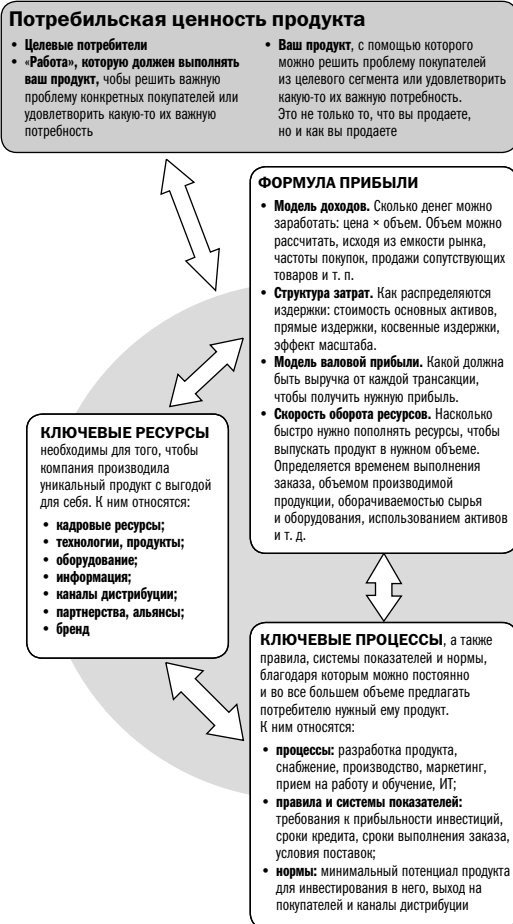 Потребильская ценность продукта
• Целевые потребители
• «Работа», которую должен выполнять
ваш продукт, чобы решить важную
проблему конкретных покупателей или
удовлетворить какую-то их важную
потребность
• Ваш продукт, с помощью которого
можно решить проблему покупателей
из целевого сегмента или удовлетворить
какую-то их важную потребность.
Это не только то, что вы продаете,
но и как вы продаете
ФОРМУЛА ПРИБЫЛИ
• Модель доходов. Сколько денег можно
заработать: цена × объем. Объем можно
рассчитать, исходя из емкости рынка,
частоты покупок, продажи сопутствующих
товаров и т. п.
• Структура затрат. Как распределяются
издержки: стоимость основных активов,
прямые издержки, косвенные издержки,
эффект масштаба.
• Модель валовой прибыли. Какой должна
быть выручка от каждой трансакции,
чтобы получить нужную прибыль.
• Скорость оборота ресурсов. Насколько
быстро нужно пополнять ресурсы, чтобы
выпускать продукт в нужном объеме.
Определяется временем выполнения
заказа, объемом производимой
продукции, оборачиваемостью сырья
и оборудования, использованием активов
и т. д.
КЛЮЧЕВЫЕ РЕСУРСЫ
необходимы для того, чтобы
компания производила
уникальный продукт с выгодой
для себя. К ним относятся:
• кадровые ресурсы;
• технологии, продукты;
• оборудование;
• информация;
• каналы дистрибуции;
• партнерства, альянсы;
• бренд
КЛЮЧЕВЫЕ ПРОЦЕССЫ, а также
правила, системы показателей и нормы,
благодаря которым можно постоянно
и во все большем объеме предлагать
потребителю нужный ему продукт.
К ним относятся:
• процессы: разработка продукта,
снабжение, производство, маркетинг,
прием на работу и обучение, ИТ;
• правила и системы показателей:
требования к прибыльности инвестиций,
сроки кредита, сроки выполнения заказа,
условия поставок;
• нормы: минимальный потенциал продукта
для инвестирования в него, выход на
покупателей и каналы дистрибуции